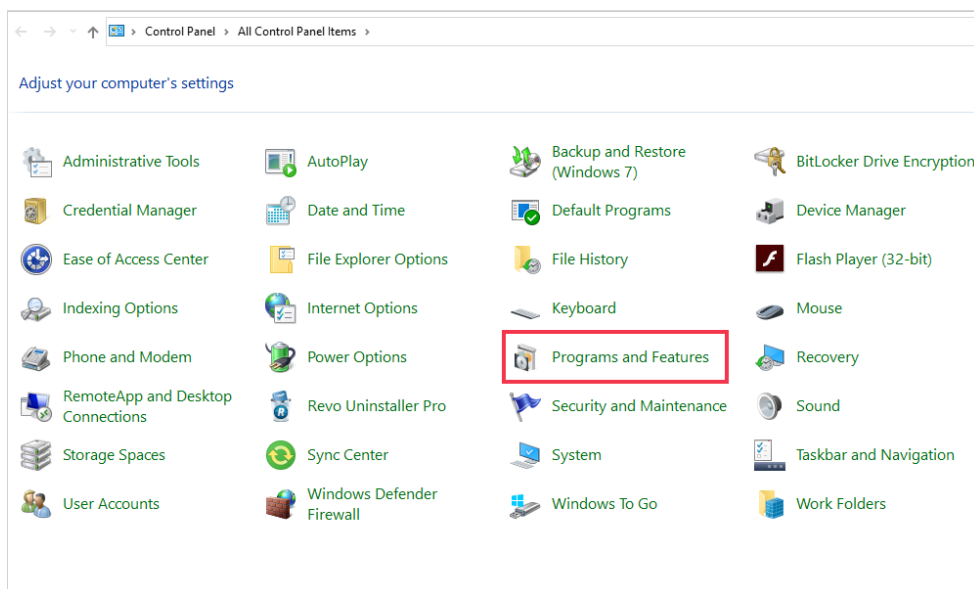 Control Panel > All Control Panel Items >
Adjust your computer's settings
Administrative Tools
AutoPlay
Backup and Restore
(Windows 7)
BitLocker Drive Encryption
Credential Manager
Date and Time
Default Programs
Device Manager
Ease of Access Center
File Explorer Options
File History
Flash Player (32-bit)
Indexing Options
Internet Options
Keyboard
Mouse
Phone and Modem
Power Options
Programs and Features
Recovery
RemoteApp and Desktop
Connections
Revo Uninstaller Pro
Security and Maintenance
Sound
Storage Spaces
Sync Center
System
Taskbar and Navigation
User Accounts
Windows Defender
Firewall
Windows To Go
Work Folders